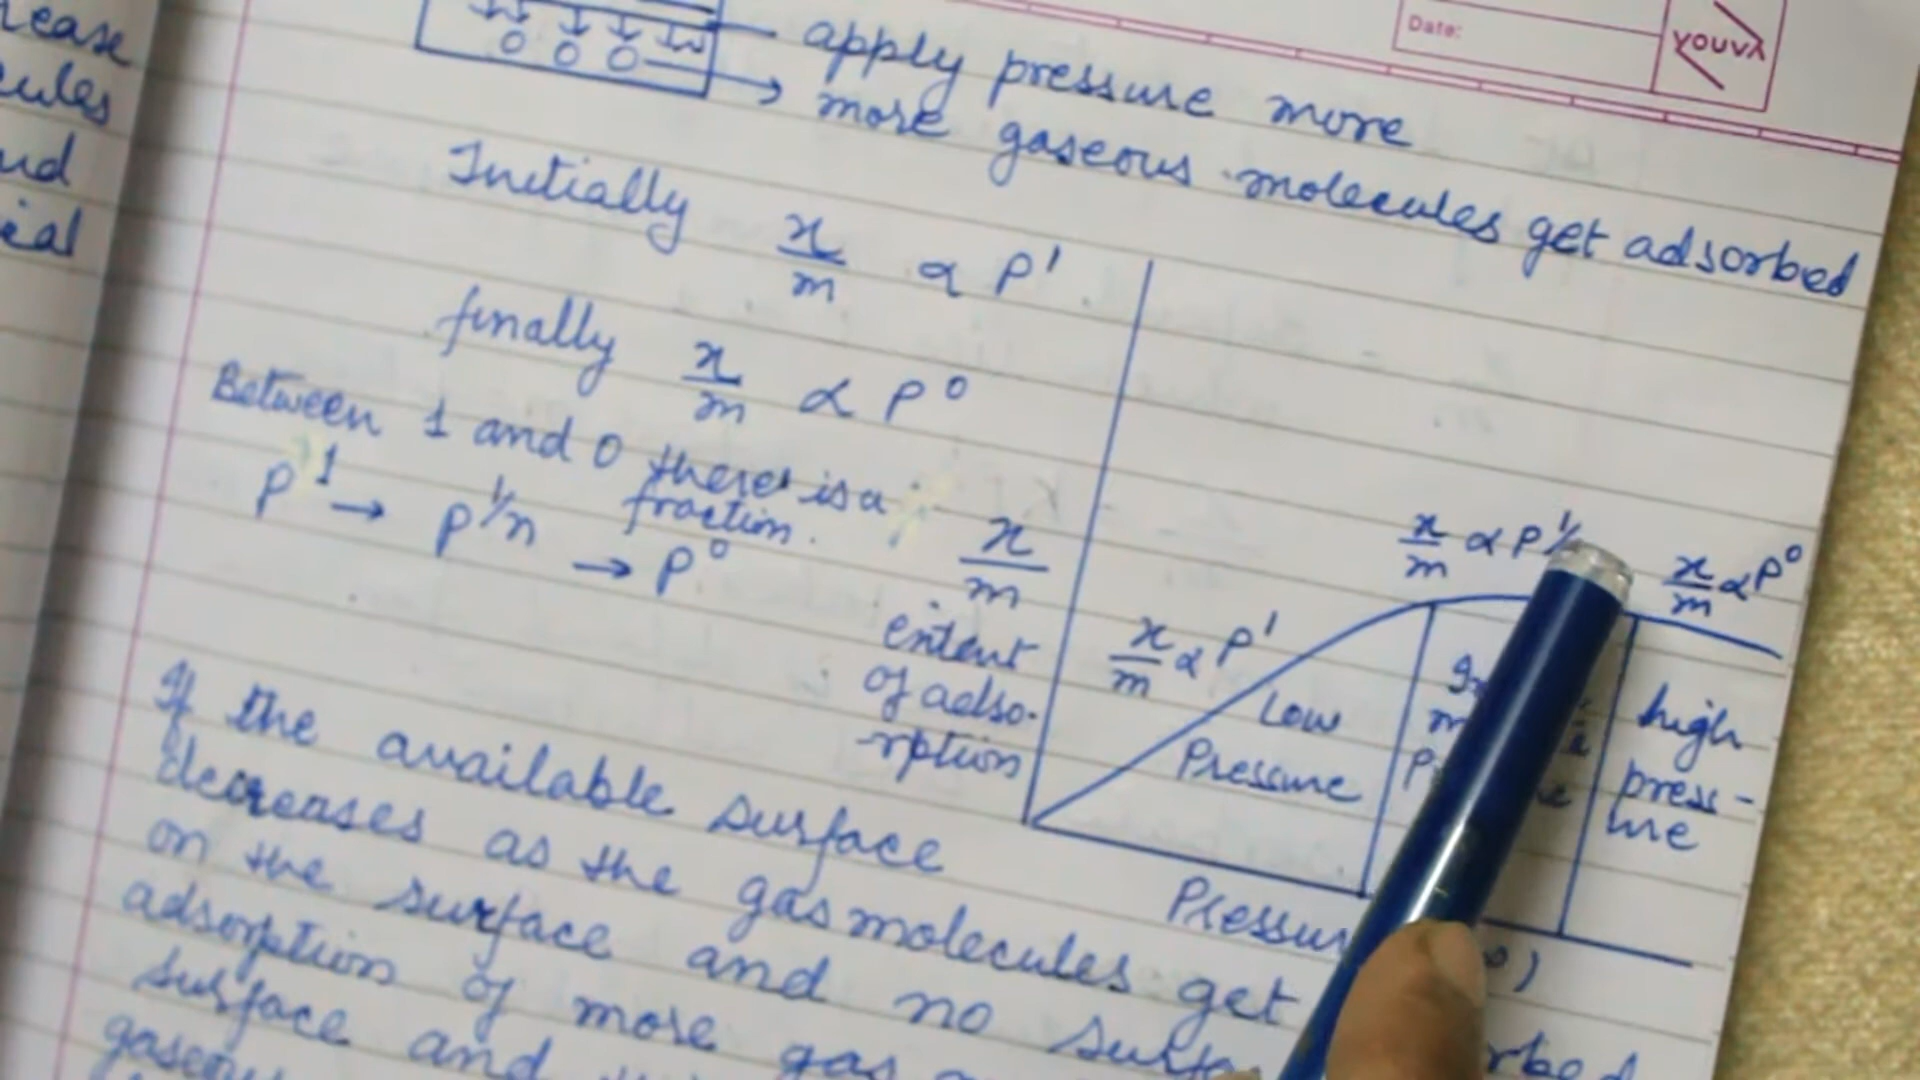 Date:
YOUVA
apply pressure more
more gaseous molecules get adsorbed
Initially x/m ∝ P¹
finally x/m ∝ P⁰
Between 1 and 0 there is a
fraction.
P¹ → P^1/n → P⁰
x/m
extent
of adso-
-rption
x/m ∝ P¹
x/m ∝ P
x/m ∝ P⁰
Low
Pressure
high
press-
ure
If the available surface
decreases as the gas molecules get
on the surface and no
adsorption of more gas
surface and